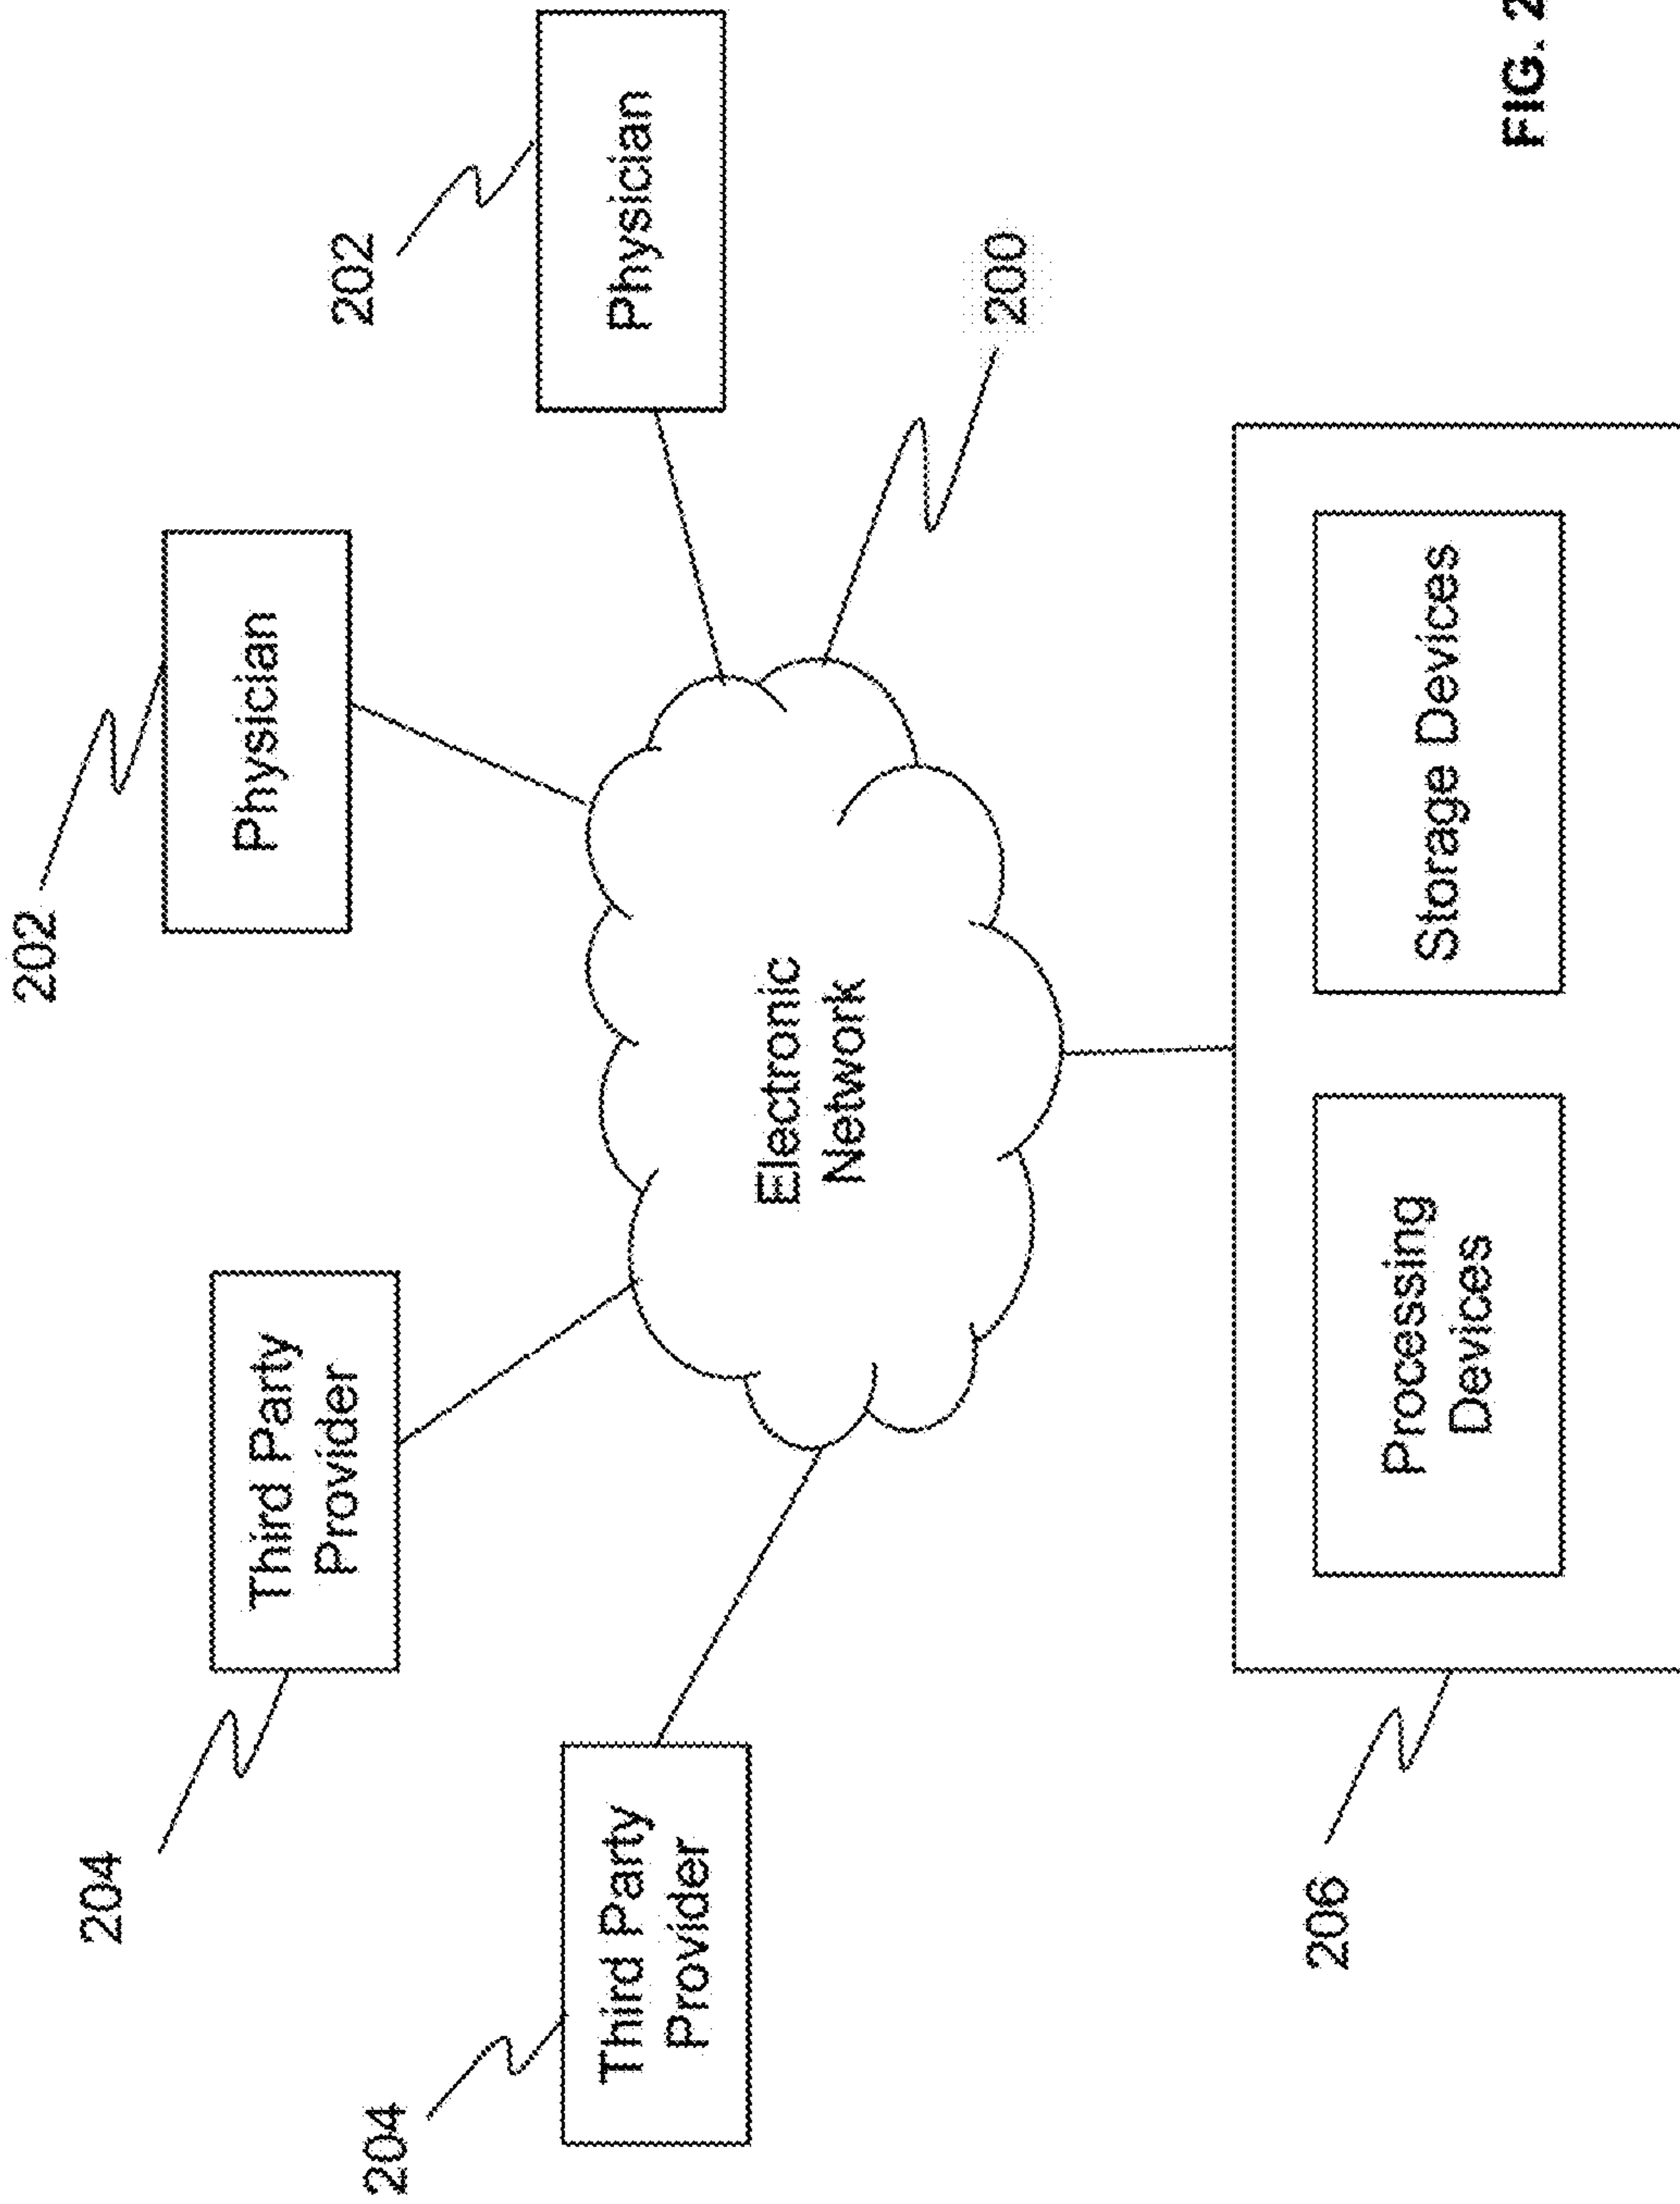 204
202
Third Party
Provider
Physician
204
202
Third Party
Provider
Physician
Electronic
Network
200
206
Processing
Devices
Storage Devices
FIG. 2